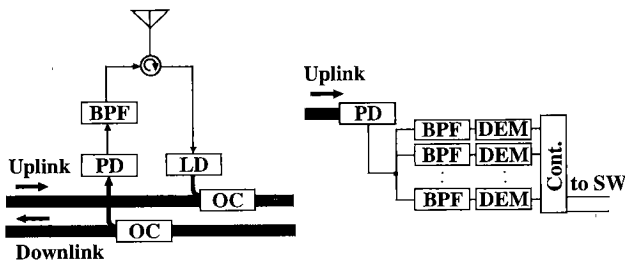 BPF
Uplink
PD
LD
OC
OC
Downlink
Uplink
PD
BPF DEM
BPF DEM
BPF DEM
Cont.
to SW